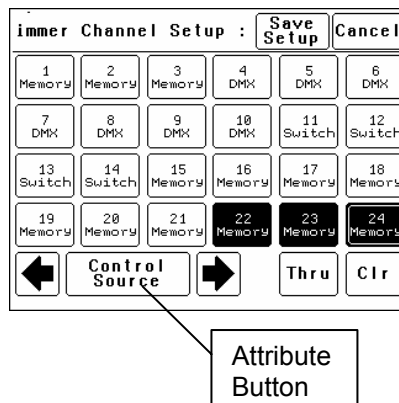 immer Channel Setup : Save Setup Cancel
1 Memory 2 Memory 3 Memory 4 DMX 5 DMX 6 DMX
7 DMX 8 DMX 9 DMX 10 DMX 11 Switch 12 Switch
13 Switch 14 Switch 15 Memory 16 Memory 17 Memory 18 Memory
19 Memory 20 Memory 21 Memory 22 Memory 23 Memory 24 Memory
Control Source Thru Clr
Attribute
Button